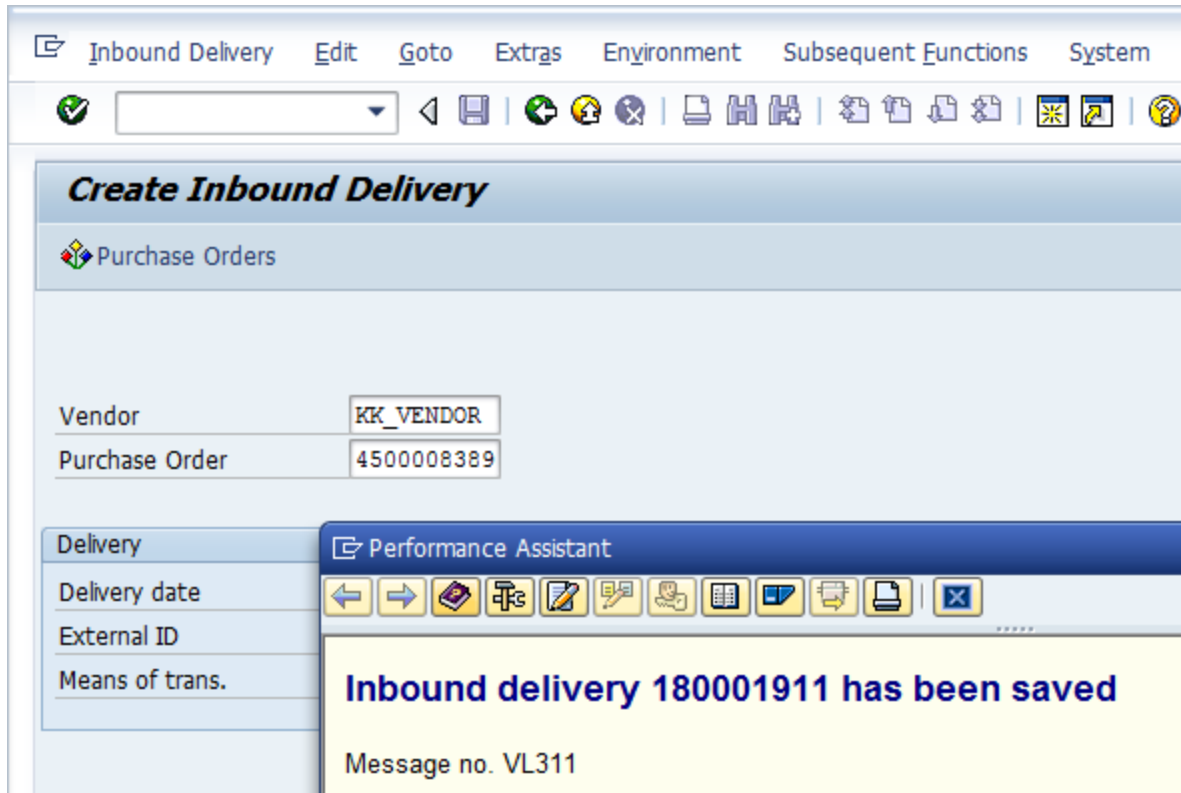 Inbound Delivery Edit Goto Extras Environment Subsequent Functions System
Create Inbound Delivery
Purchase Orders
Vendor KK_VENDOR
Purchase Order 4500008389
Delivery
Delivery date
External ID
Means of trans.
Performance Assistant
Inbound delivery 180001911 has been saved
Message no. VL311